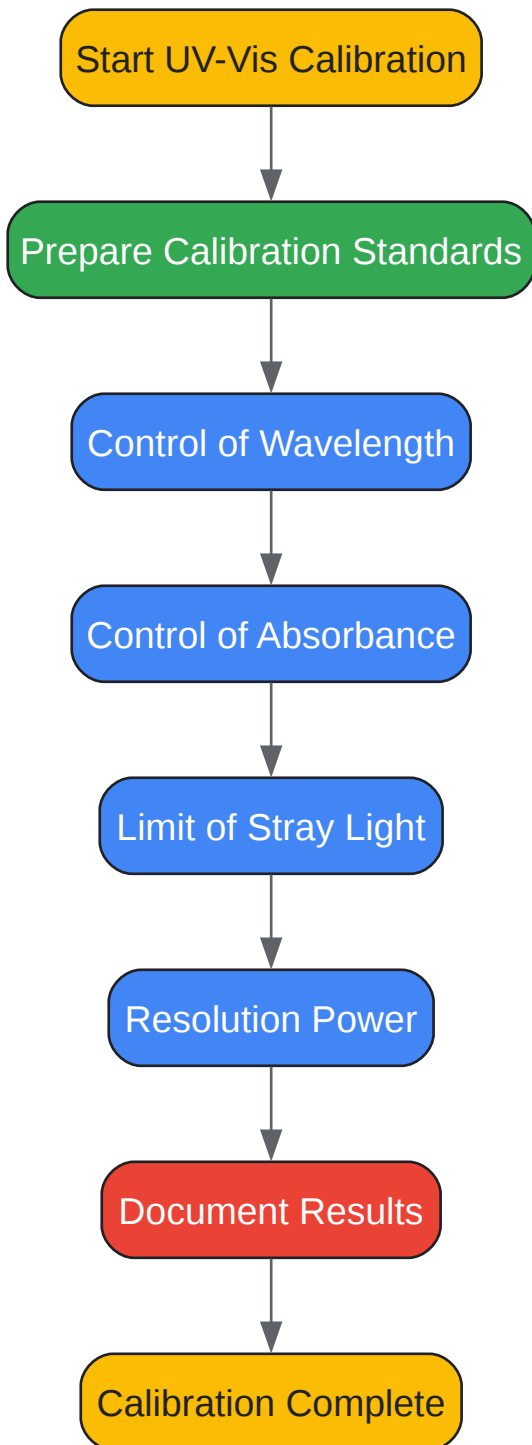 Start UV-Vis Calibration
Prepare Calibration Standards
Control of Wavelength
Control of Absorbance
Limit of Stray Light
Resolution Power
Document Results
Calibration Complete